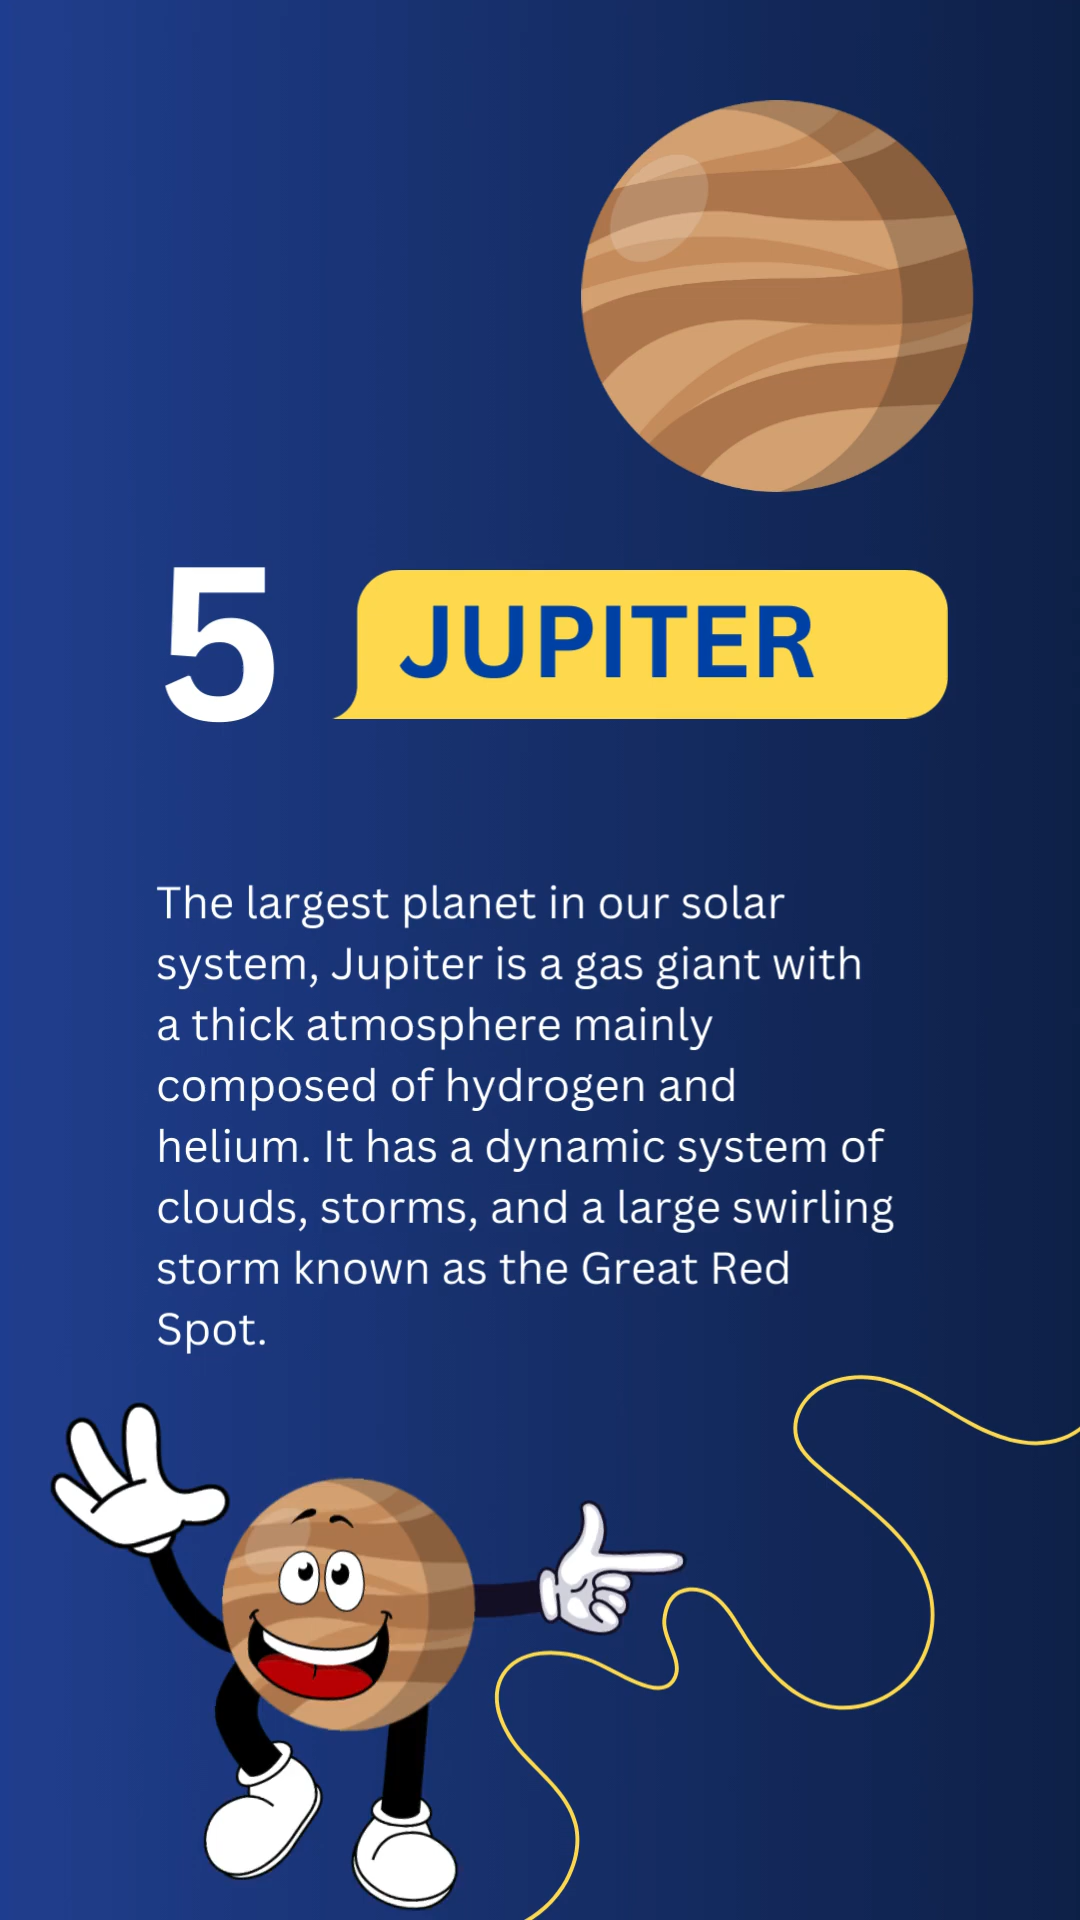 5
JUPITER
The largest planet in our solar
system, Jupiter is a gas giant with
a thick atmosphere mainly
composed of hydrogen and
helium. It has a dynamic system of
clouds, storms, and a large swirling
storm known as the Great Red
Spot.